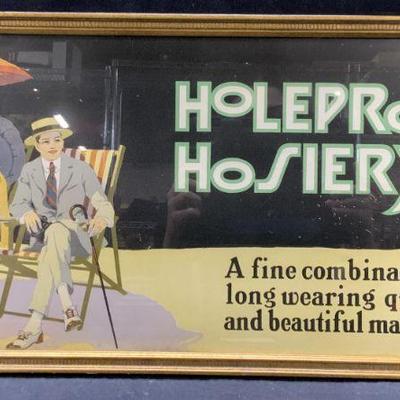 HOLEPRO
HOSIERY
A fine combina
long wearing q
and beautiful ma